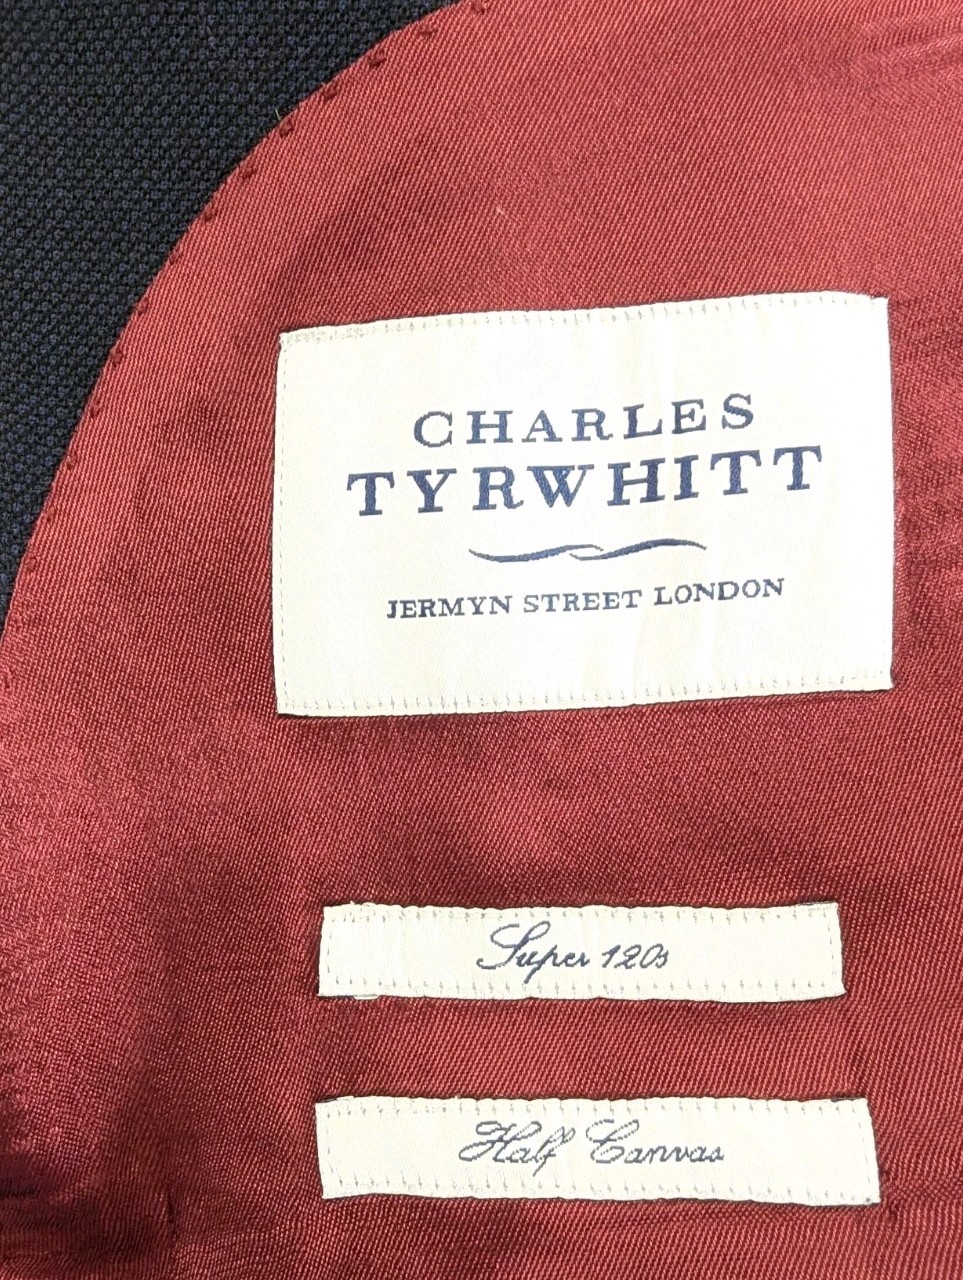 CHARLES
TYRWHITT
JERMYN STREET LONDON
Super 120s
Half Canvas